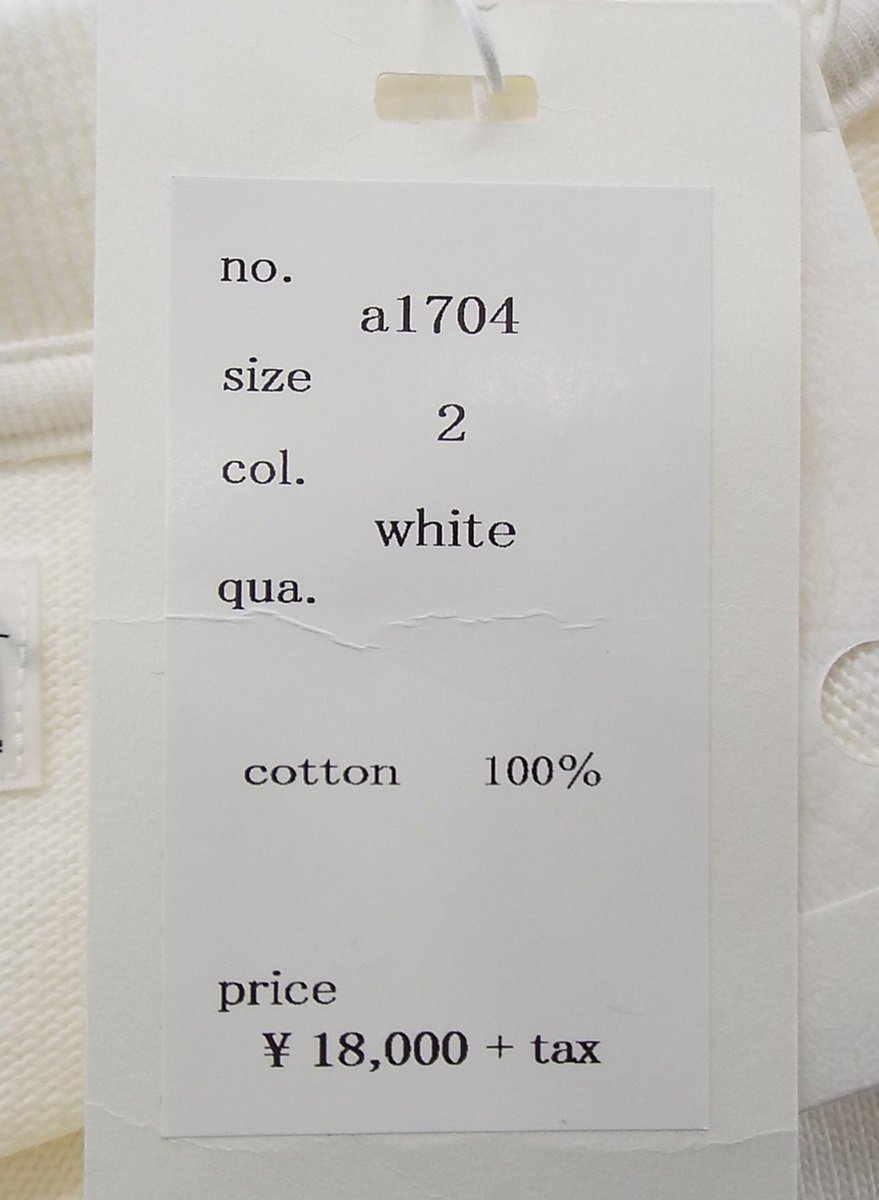 no.
a1704
size
2
col.
white
qua.
cotton 100%
price
¥ 18,000 + tax